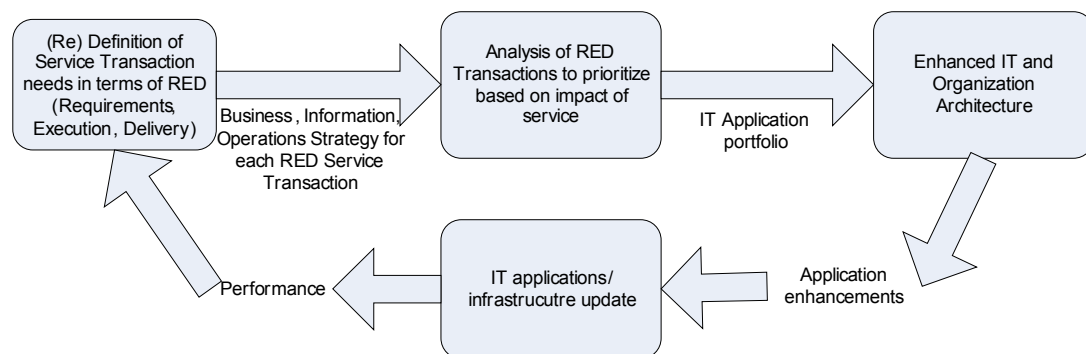 (Re) Definition of
Service Transaction
needs in terms of RED
(Requirements,
Execution, Delivery)
Business, Information,
Operations Strategy for
each RED Service
Transaction
Analysis of RED
Transactions to prioritize
based on impact of
service
IT Application
portfolio
Enhanced IT and
Organization
Architecture
Application
enhancements
IT applications/
infrastrucutre update
Performance